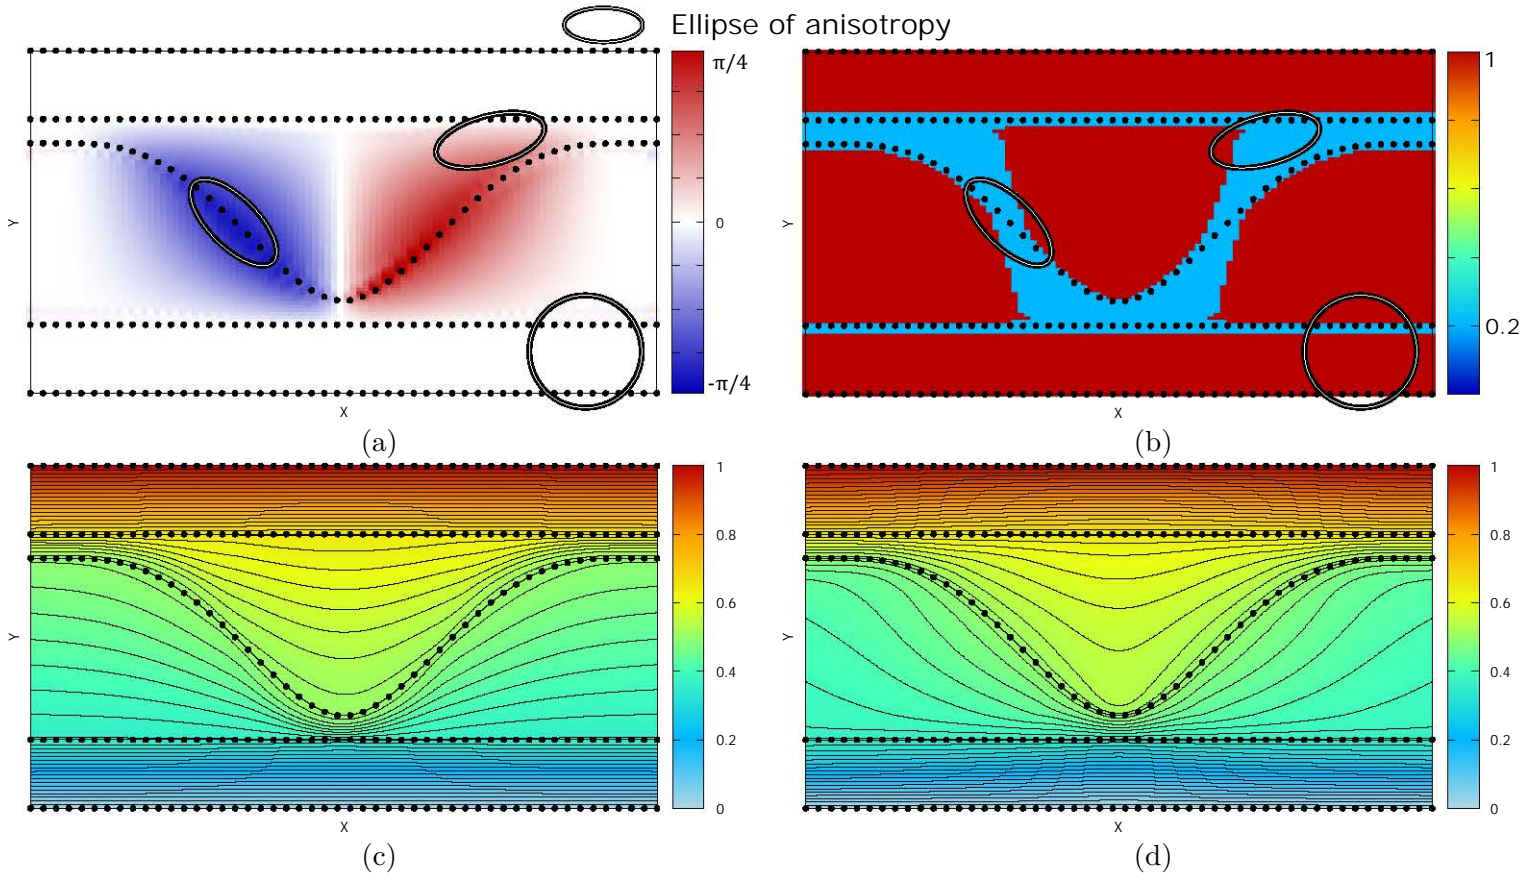 Ellipse of anisotropy
π/4
0
-π/4
Y
X
(a)
1
0.2
Y
X
(b)
1
0.8
0.6
0.4
0.2
0
Y
X
(c)
1
0.8
0.6
0.4
0.2
0
Y
X
(d)